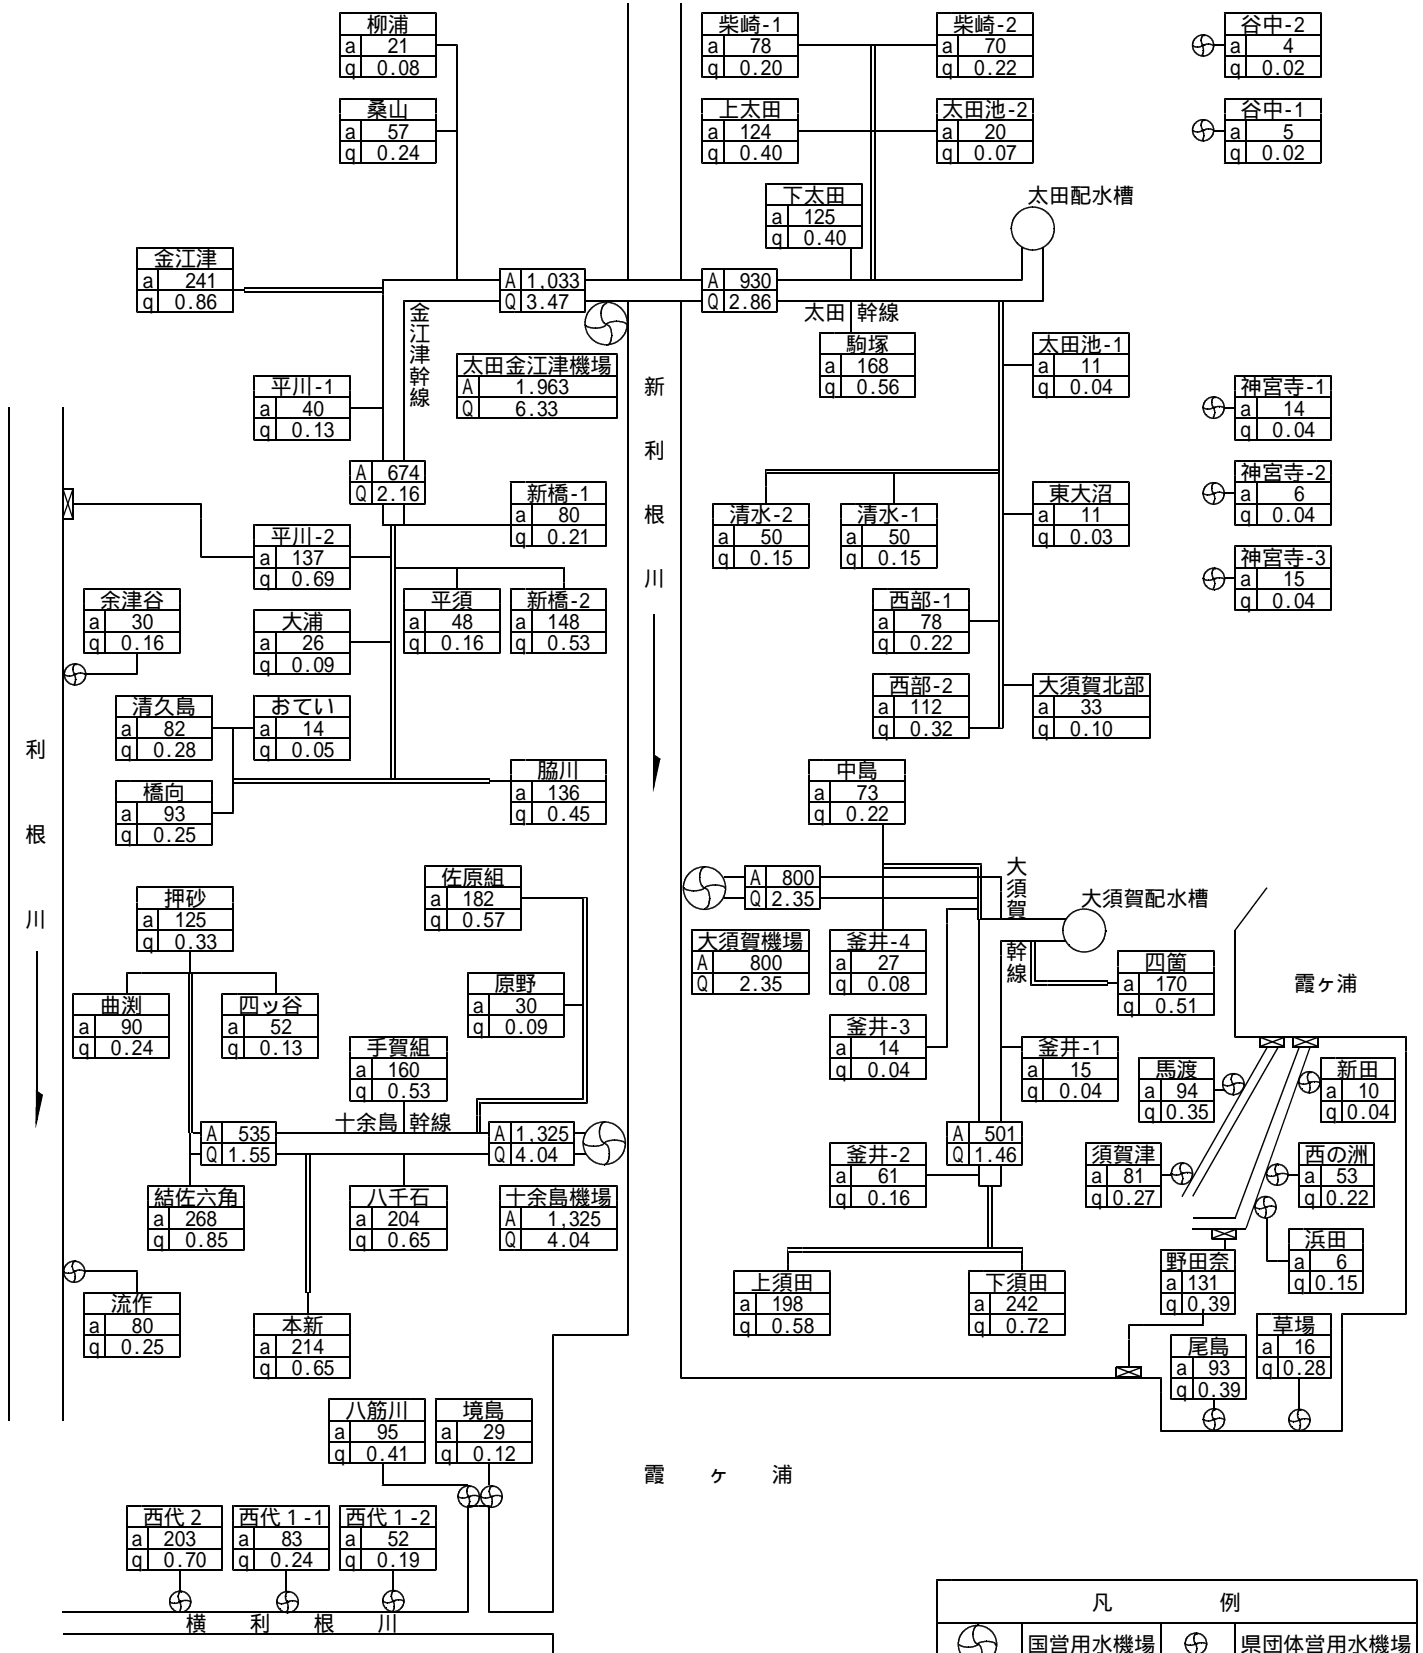 柳浦
a 21
q 0.08
桑山
a 57
q 0.24
柴崎-1
a 78
q 0.20
柴崎-2
a 70
q 0.22
谷中-2
a 4
q 0.02
上太田
a 124
q 0.40
太田池-2
a 20
q 0.07
谷中-1
a 5
q 0.02
下太田
a 125
q 0.40
太田配水槽
金江津
a 241
q 0.86
A 1,033
Q 3.47
A 930
Q 2.86
金江津幹線
太田幹線
太田金江津機場
A 1.963
Q 6.33
駒塚
a 168
q 0.56
太田池-1
a 11
q 0.04
平川-1
a 40
q 0.13
新利根川
神宮寺-1
a 14
q 0.04
A 674
Q 2.16
新橋-1
a 80
q 0.21
清水-2
a 50
q 0.15
清水-1
a 50
q 0.15
東大沼
a 11
q 0.03
神宮寺-2
a 6
q 0.04
平川-2
a 137
q 0.69
神宮寺-3
a 15
q 0.04
余津谷
a 30
q 0.16
大浦
a 26
q 0.09
平須
a 48
q 0.16
新橋-2
a 148
q 0.53
西部-1
a 78
q 0.22
西部-2
a 112
q 0.32
大須賀北部
a 33
q 0.10
清久島
a 82
q 0.28
おてい
a 14
q 0.05
利根川
橋向
a 93
q 0.25
脇川
a 136
q 0.45
中島
a 73
q 0.22
佐原組
a 182
q 0.57
A 800
Q 2.35
大須賀幹線
大須賀配水槽
押砂
a 125
q 0.33
大須賀機場
A 800
Q 2.35
釜井-4
a 27
q 0.08
四箇
a 170
q 0.51
霞ヶ浦
曲渕
a 90
q 0.24
四ッ谷
a 52
q 0.13
原野
a 30
q 0.09
釜井-3
a 14
q 0.04
釜井-1
a 15
q 0.04
手賀組
a 160
q 0.53
馬渡
a 94
q 0.35
新田
a 10
q 0.04
十余島幹線
A 535
Q 1.55
A 1,325
Q 4.04
A 501
Q 1.46
釜井-2
a 61
q 0.16
須賀津
a 81
q 0.27
西の洲
a 53
q 0.22
結佐六角
a 268
q 0.85
八千石
a 204
q 0.65
十余島機場
A 1,325
Q 4.04
浜田
a 6
q 0.15
野田奈
a 131
q 0.39
上須田
a 198
q 0.58
下須田
a 242
q 0.72
流作
a 80
q 0.25
本新
a 214
q 0.65
尾島
a 93
q 0.39
草場
a 16
q 0.28
八筋川
a 95
q 0.41
境島
a 29
q 0.12
霞ヶ浦
西代2
a 203
q 0.70
西代1-1
a 83
q 0.24
西代1-2
a 52
q 0.19
横利根川
凡例
国営用水機場
県団体営用水機場